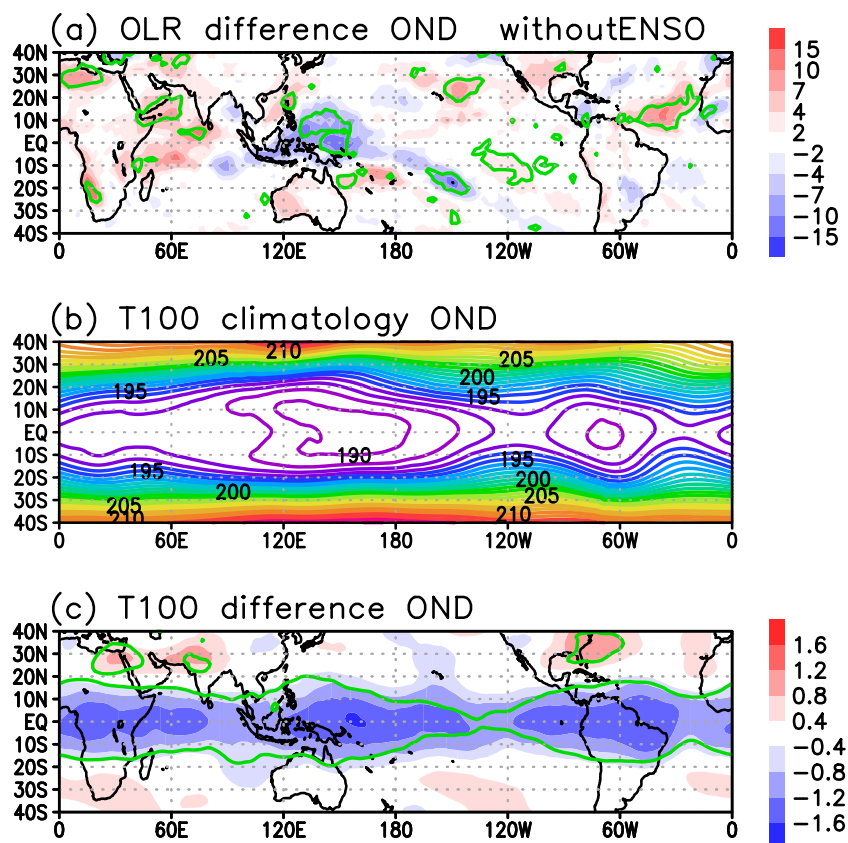 (a) OLR difference OND withoutENSO
40N
30N
20N
10N
EQ
10S
20S
30S
40S
0 60E 120E 180 120W 60W 0
15
10
7
4
2
−2
−4
−7
−10
−15
(b) T100 climatology OND
40N
30N
20N
10N
EQ
10S
20S
30S
40S
205 210 205
200
195 195
190
195 195
200 200
205 205
210 210
0 60E 120E 180 120W 60W 0
(c) T100 difference OND
40N
30N
20N
10N
EQ
10S
20S
30S
40S
0 60E 120E 180 120W 60W 0
1.6
1.2
0.8
0.4
−0.4
−0.8
−1.2
−1.6